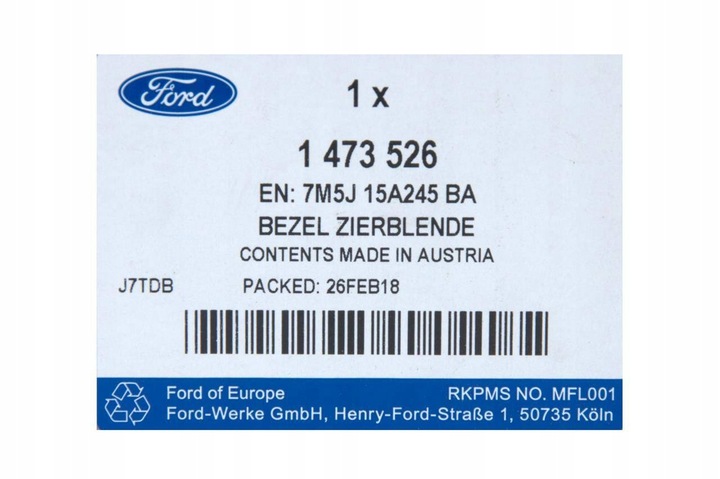 Ford
1 x
1 473 526
EN: 7M5J 15A245 BA
BEZEL ZIERBLENDE
CONTENTS MADE IN AUSTRIA
J7TDB PACKED: 26FEB18
Ford of Europe RKPMS NO. MFL001
Ford-Werke GmbH, Henry-Ford-Straße 1, 50735 Köln